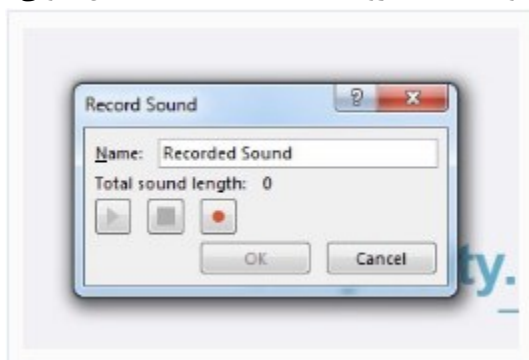 Record Sound
Name: Recorded Sound
Total sound length: 0
OK Cancel
ty.